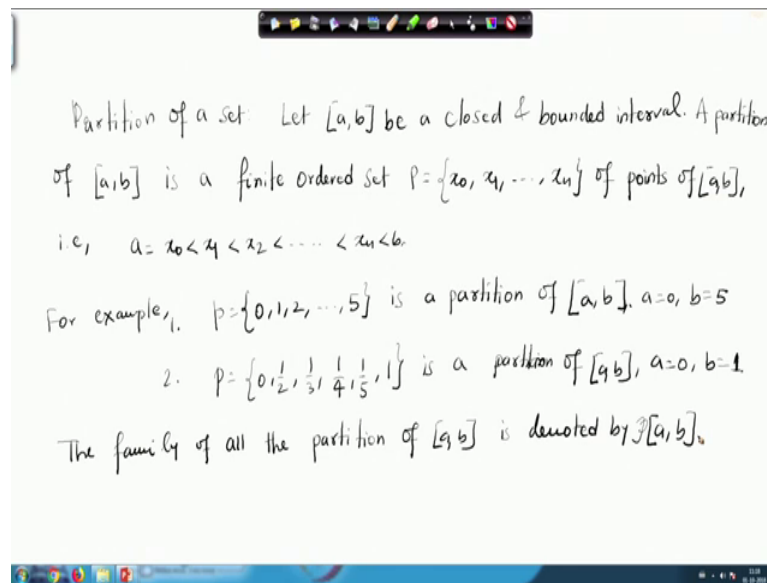 Partition of a set Let [a,b] be a closed & bounded interval. A partition
of [a,b] is a finite ordered set P={x₀, x₁, ---, xₙ} of points of [a,b],
i.e, a= x₀< x₁ < x₂ < ----- < xₙ<b.
For example, 1. p={0,1,2, ---,5} is a partition of [a,b]. a=0, b=5
2. p= {0,1/2, 1/3, 1/4, 1/5, 1} is a partition of [a,b], a=0, b=1
The family of all the partition of [a,b] is denoted by P[a,b].